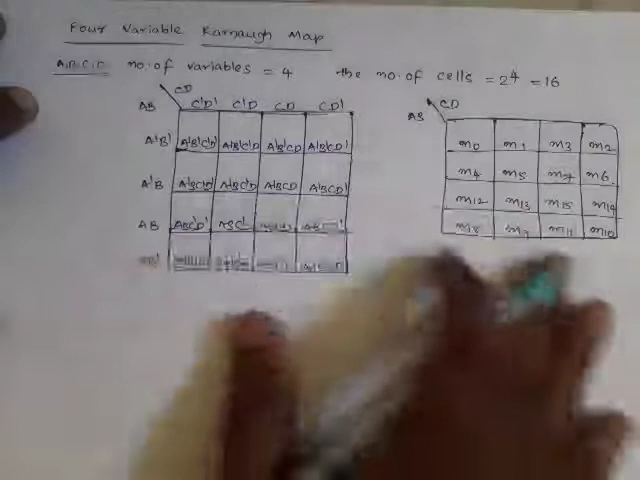 Four Variable Karnaugh Map
A,B,C,D no. of variables = 4 the no. of cells = 2⁴ = 16
AB CD C'D' C'D CD CD'
A'B' A'B'C'D' A'B'C'D A'B'CD A'B'CD'
A'B A'BC'D' A'BC'D A'BCD A'BCD'
AB ABC'D'
AB CD
m0 m1 m3 m2
m4 m5 m7 m6
m12 m13 m15 m14
m8 m9 m11 m10